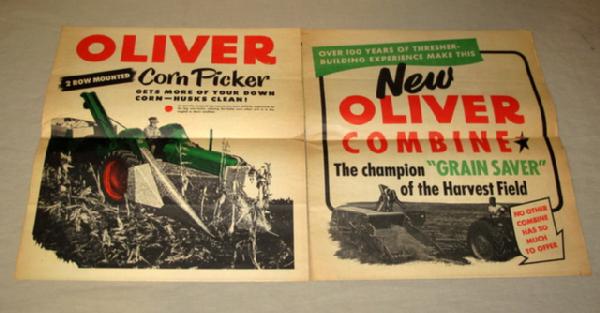 OLIVER
2 ROW MOUNTED Corn Picker
GETS MORE OF YOUR DOWN
CORN—HUSKS CLEAN!
OVER 100 YEARS OF THRESHER-
BUILDING EXPERIENCE MAKE THIS
New
OLIVER
COMBINE
The champion "GRAIN SAVER"
of the Harvest Field
NO OTHER
COMBINE
HAS SO
MUCH
TO OFFER